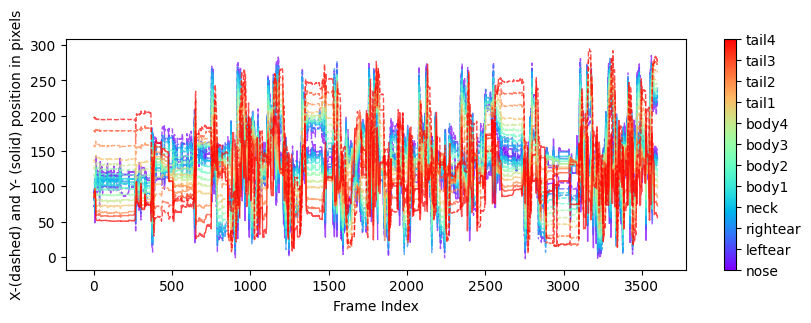 X-(dashed) and Y- (solid) position in pixels
300
250
200
150
100
50
0
0 500 1000 1500 2000 2500 3000 3500
Frame Index
tail4
tail3
tail2
tail1
body4
body3
body2
body1
neck
rightear
leftear
nose